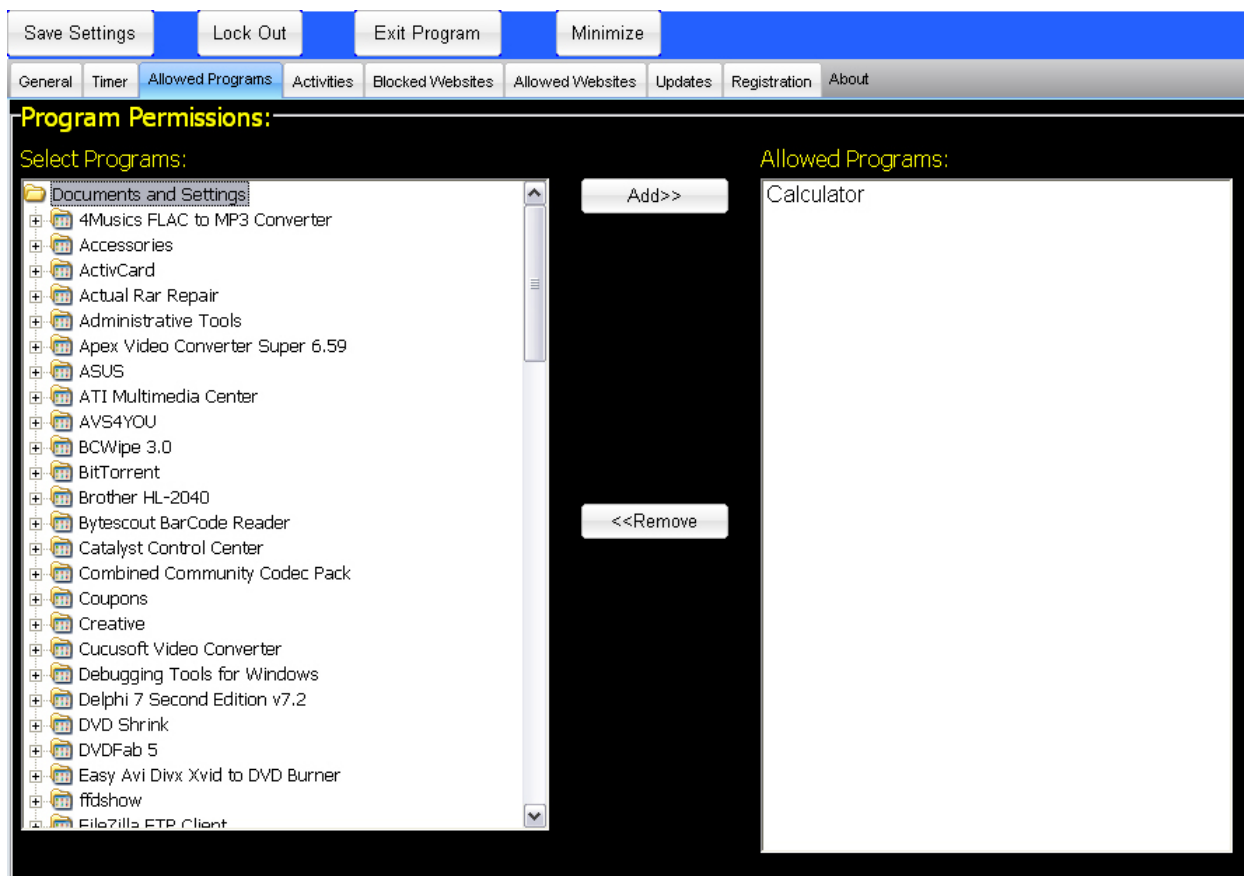 Save Settings Lock Out Exit Program Minimize
General Timer Allowed Programs Activities Blocked Websites Allowed Websites Updates Registration About
Program Permissions:
Select Programs:
Documents and Settings
4Musics FLAC to MP3 Converter
Accessories
ActivCard
Actual Rar Repair
Administrative Tools
Apex Video Converter Super 6.59
ASUS
ATI Multimedia Center
AVS4YOU
BCWipe 3.0
BitTorrent
Brother HL-2040
Bytescout BarCode Reader
Catalyst Control Center
Combined Community Codec Pack
Coupons
Creative
Cucusoft Video Converter
Debugging Tools for Windows
Delphi 7 Second Edition v7.2
DVD Shrink
DVDFab 5
Easy Avi Divx Xvid to DVD Burner
ffdshow
FileZilla FTP Client
Add>>
<<Remove
Allowed Programs:
Calculator